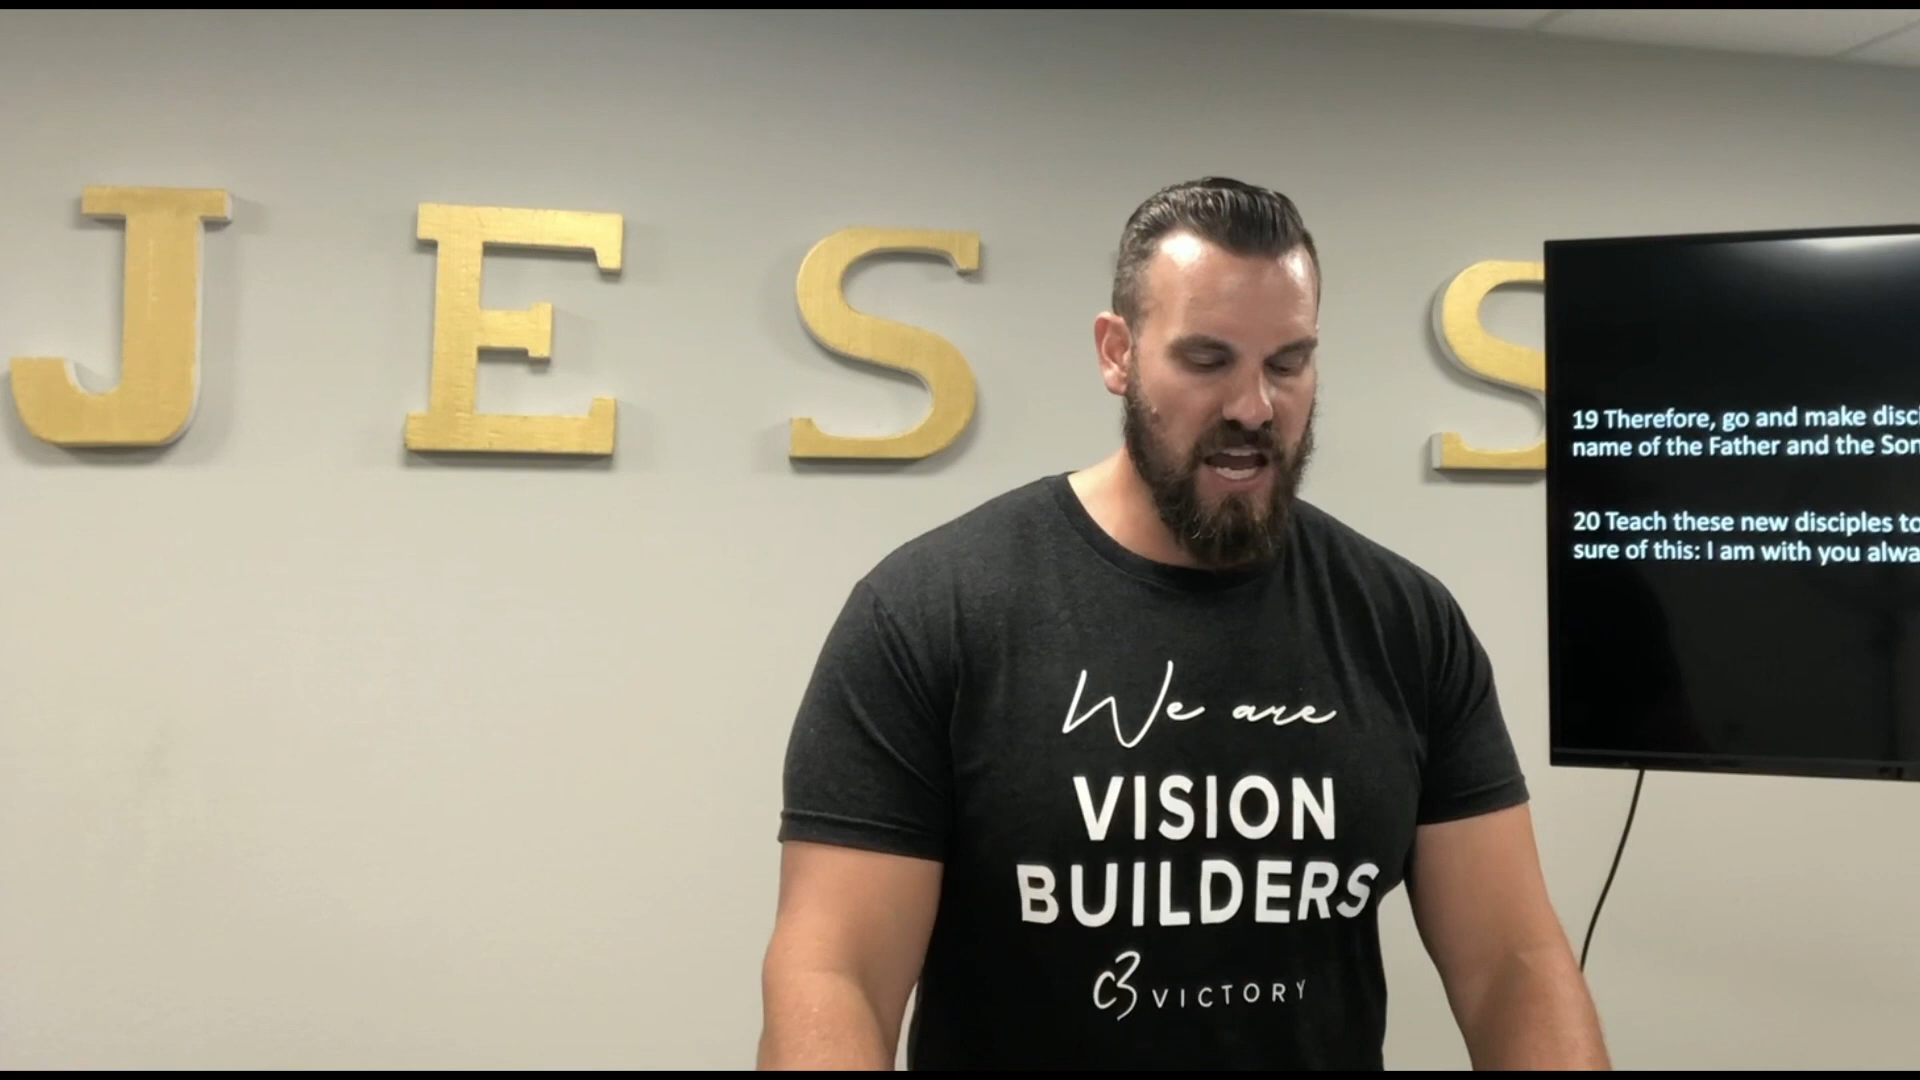 J E S S
19 Therefore, go and make disci
name of the Father and the Son
20 Teach these new disciples to
sure of this: I am with you alwa
We are
VISION
BUILDERS
C3 VICTORY